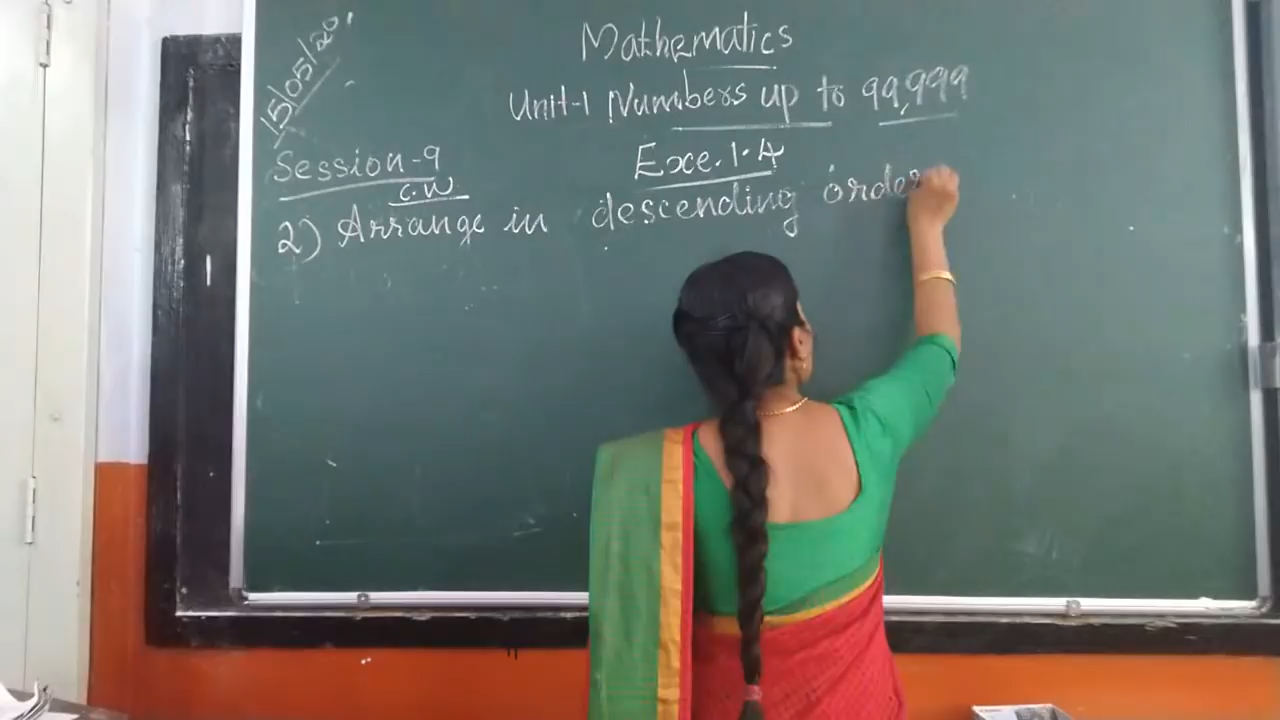 15/05/20
Mathematics
Unit-1 Numbers up to 99,999
Session-9
Exe. 1.A
C.W
2) Arrange in descending order